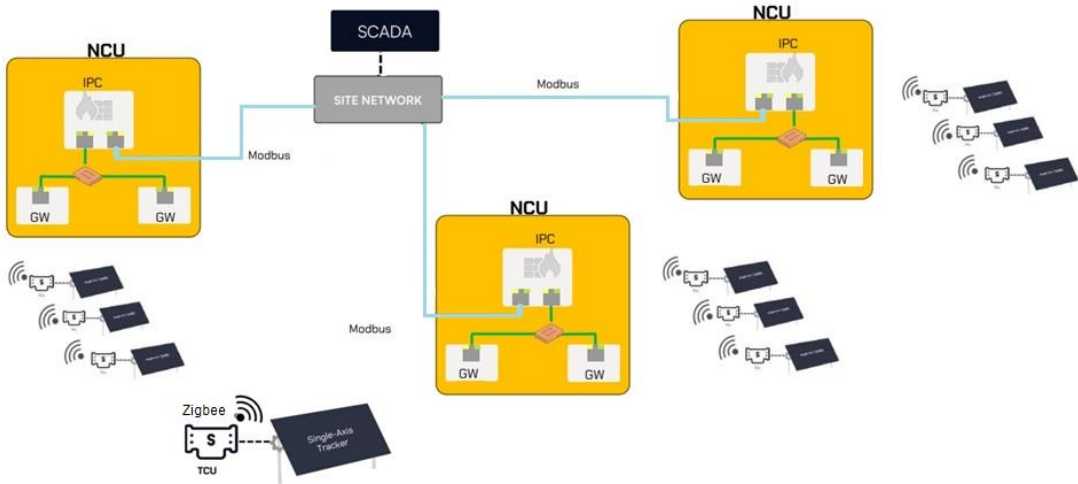 SCADA
SITE NETWORK
NCU
IPC
GW
GW
Modbus
NCU
IPC
GW
GW
Modbus
NCU
IPC
GW
GW
Modbus
Zigbee
S
TCU
Single-Axis
Tracker
S
S
S
S
S
S
S
S
S